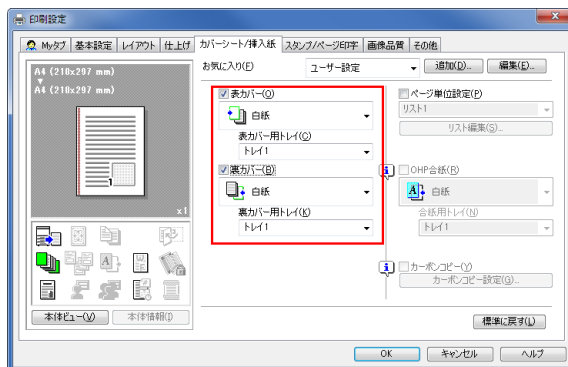 印刷設定
Myタブ 基本設定 レイアウト 仕上げ カバーシート/挿入紙 スタンプ/ページ印字 画像品質 その他
A4 (210x297 mm)
A4 (210x297 mm)
x1
本体ビュー(V) 本体情報(I)
お気に入り(F) ユーザー設定 追加(D)... 編集(E)...
表カバー(O)
白紙
表カバー用トレイ(C)
トレイ1
裏カバー(B)
白紙
裏カバー用トレイ(K)
トレイ1
ページ単位設定(P)
リスト1
リスト編集(S)...
OHP合紙(R)
白紙
合紙用トレイ(N)
トレイ1
カーボンコピー(Y)
カーボンコピー設定(G)...
標準に戻す(L)
OK キャンセル ヘルプ